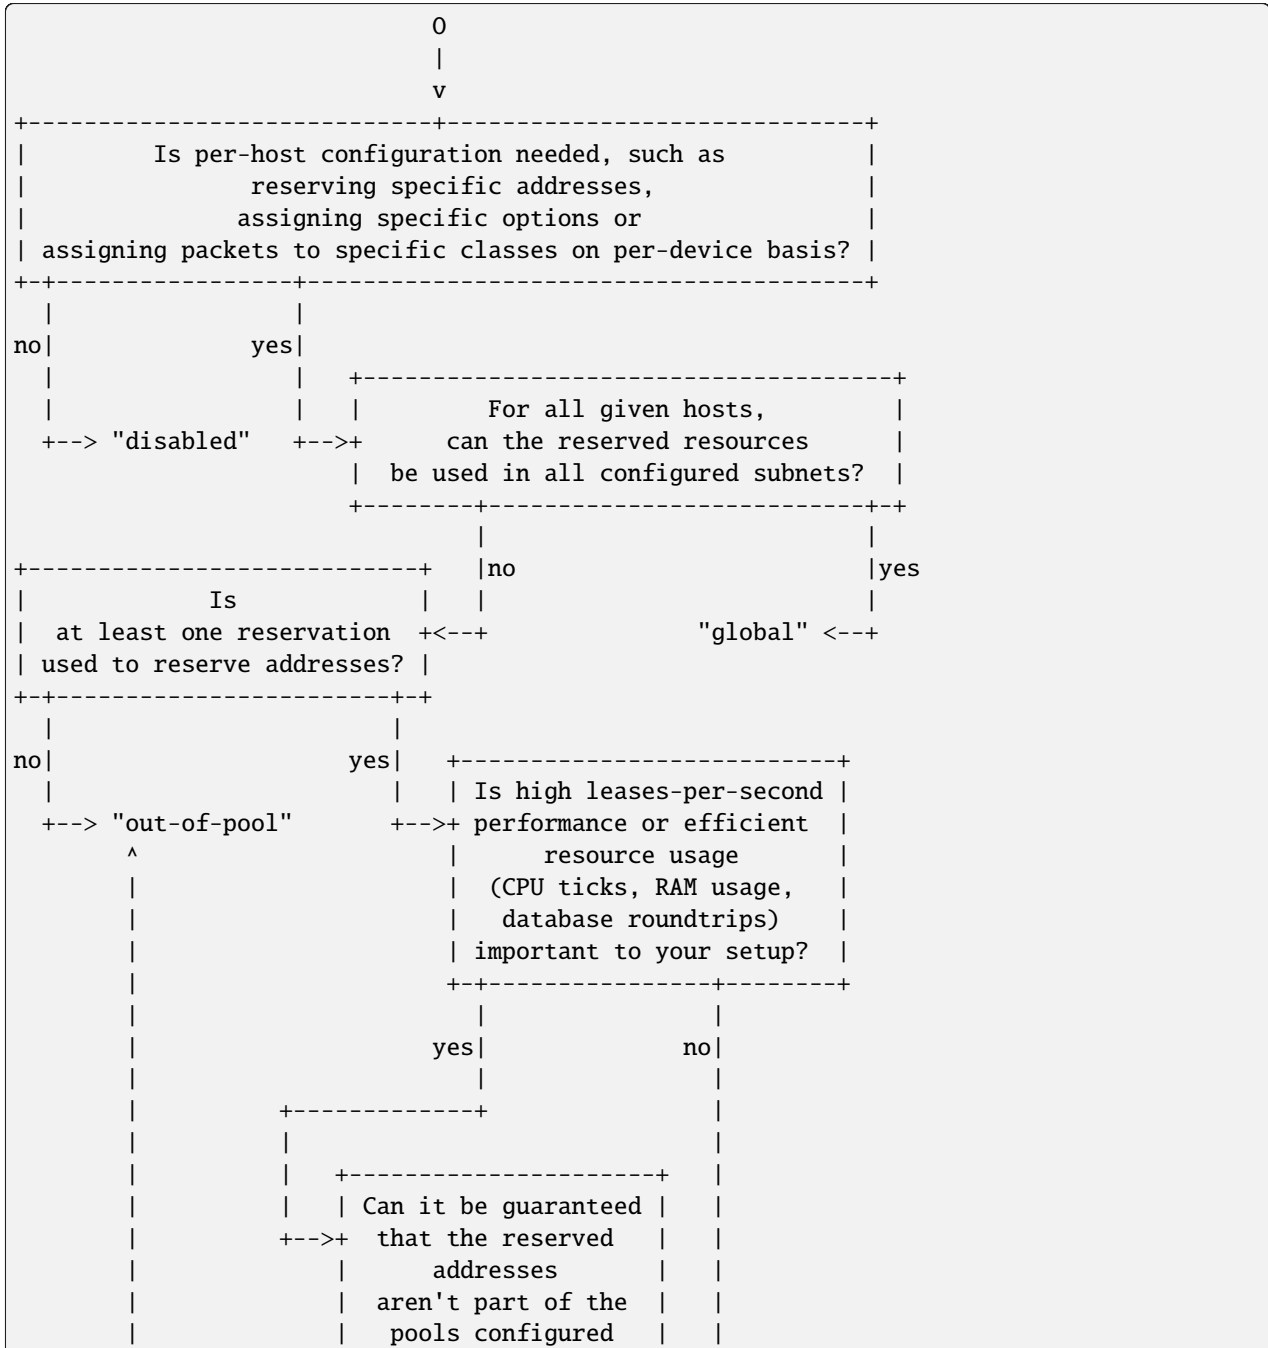 O
                              |
                              v
+-----------------------------+------------------------------+
|         Is per-host configuration needed, such as          |
|                reserving specific addresses,               |
|               assigning specific options or                |
| assigning packets to specific classes on per-device basis? |
+-+-----------------+----------------------------------------+
  |                 |
no|              yes|
  |                 |   +--------------------------------------+
  |                 |   |         For all given hosts,         |
  +--> "disabled"   +-->+      can the reserved resources      |
                        |  be used in all configured subnets?  |
                        +--------+---------------------------+-+
                                 |                           |
+----------------------------+   |no                         |yes
|             Is             |   |                           |
|  at least one reservation  +<--+               "global" <--+
| used to reserve addresses? |
+-+------------------------+-+
  |                        |
no|                     yes|   +---------------------------+
  |                        |   | Is high leases-per-second |
  +--> "out-of-pool"       +-->+ performance or efficient  |
        ^                      |      resource usage       |
        |                      |  (CPU ticks, RAM usage,   |
        |                      |   database roundtrips)    |
        |                      | important to your setup?  |
        |                      +-+----------------+--------+
        |                        |                |
        |                     yes|              no|
        |                        |                |
        |          +-------------+                |
        |          |                              |
        |          |   +----------------------+   |
        |          |   | Can it be guaranteed |   |
        |          +-->+  that the reserved   |   |
        |              |      addresses       |   |
        |              |  aren't part of the  |   |
        |              |   pools configured   |   |